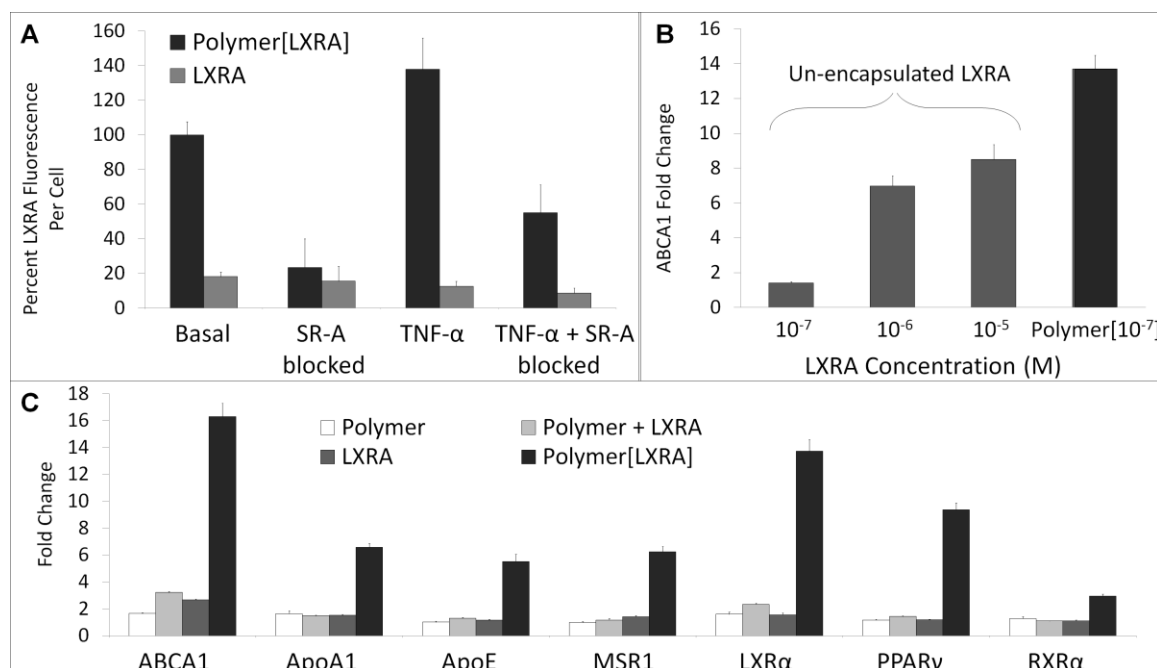 A
Polymer[LXRA]
LXRA
Percent LXRA Fluorescence
Per Cell
160
140
120
100
80
60
40
20
0
Basal
SR-A
blocked
TNF-α
TNF-α + SR-A
blocked
B
Un-encapsulated LXRA
ABCA1 Fold Change
16
14
12
10
8
6
4
2
0
10⁻⁷
10⁻⁶
10⁻⁵
Polymer[10⁻⁷]
LXRA Concentration (M)
C
Polymer
Polymer + LXRA
LXRA
Polymer[LXRA]
Fold Change
18
16
14
12
10
8
6
4
2
0
ABCA1
ApoA1
ApoE
MSR1
LXRα
PPARγ
RXRα